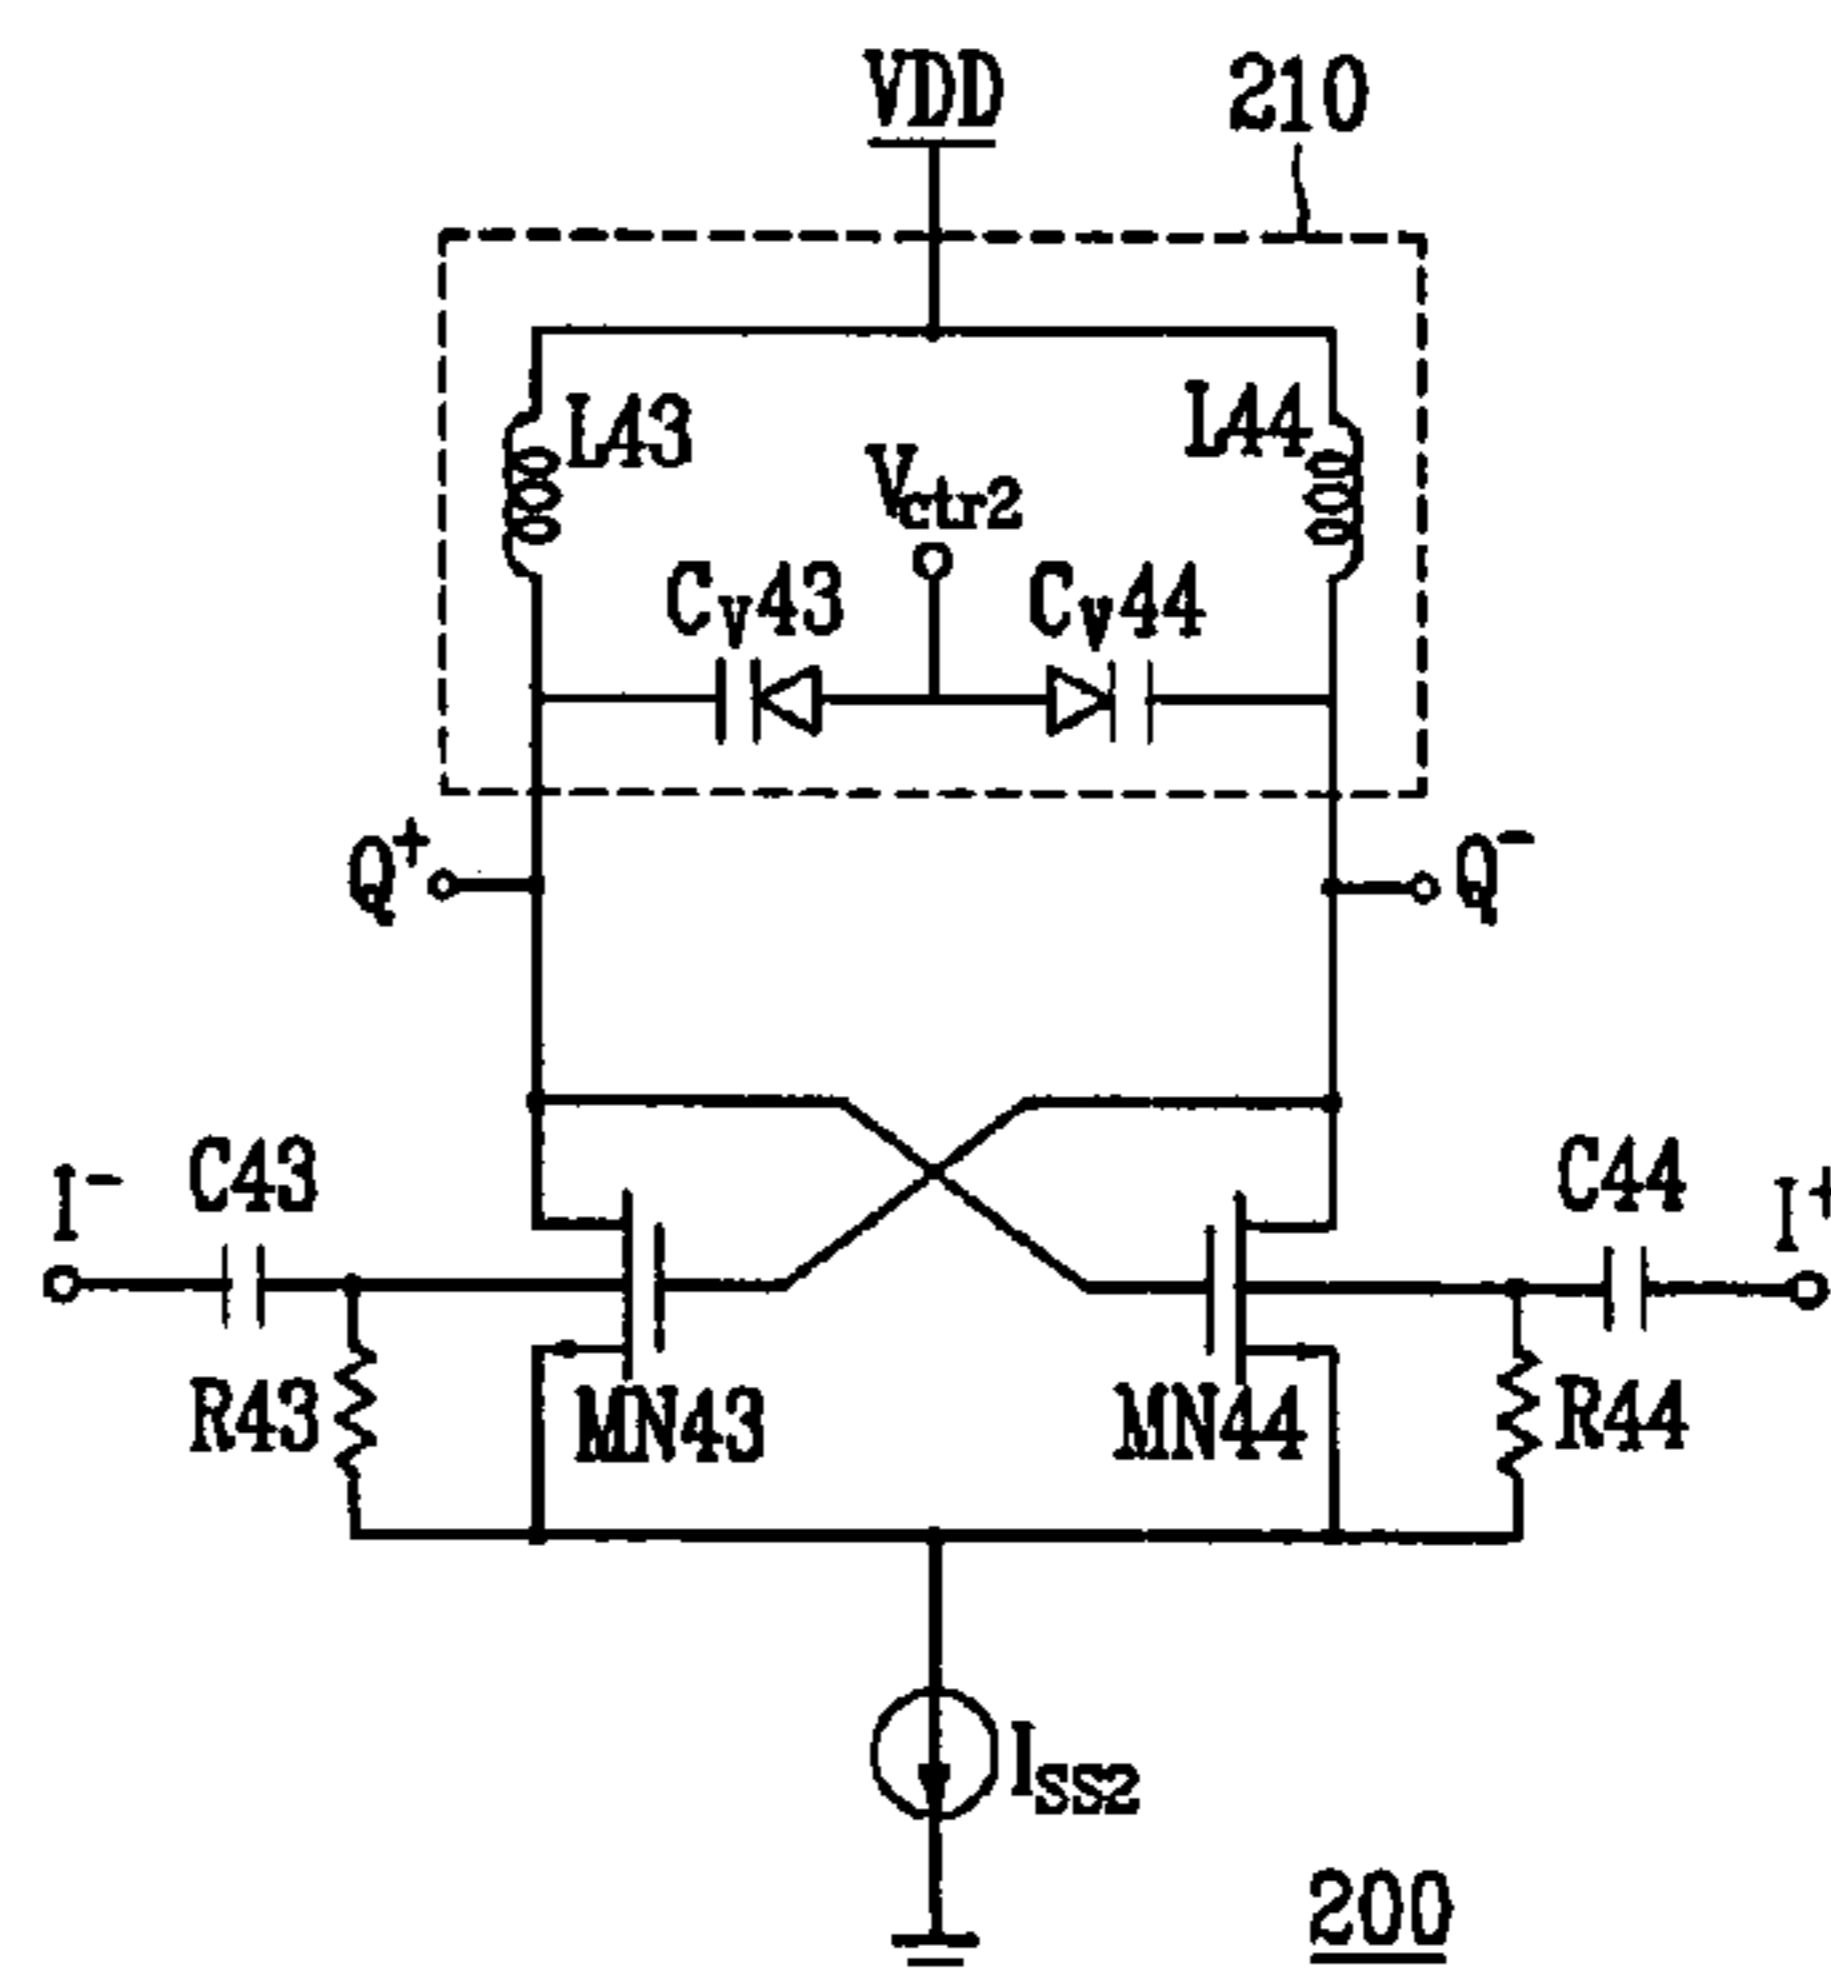 VDD
210
L43
L44
Vctr2
Cv43
Cv44
Q+
Q-
I-
C43
C44
I+
R43
MN43
MN44
R44
ISS2
200